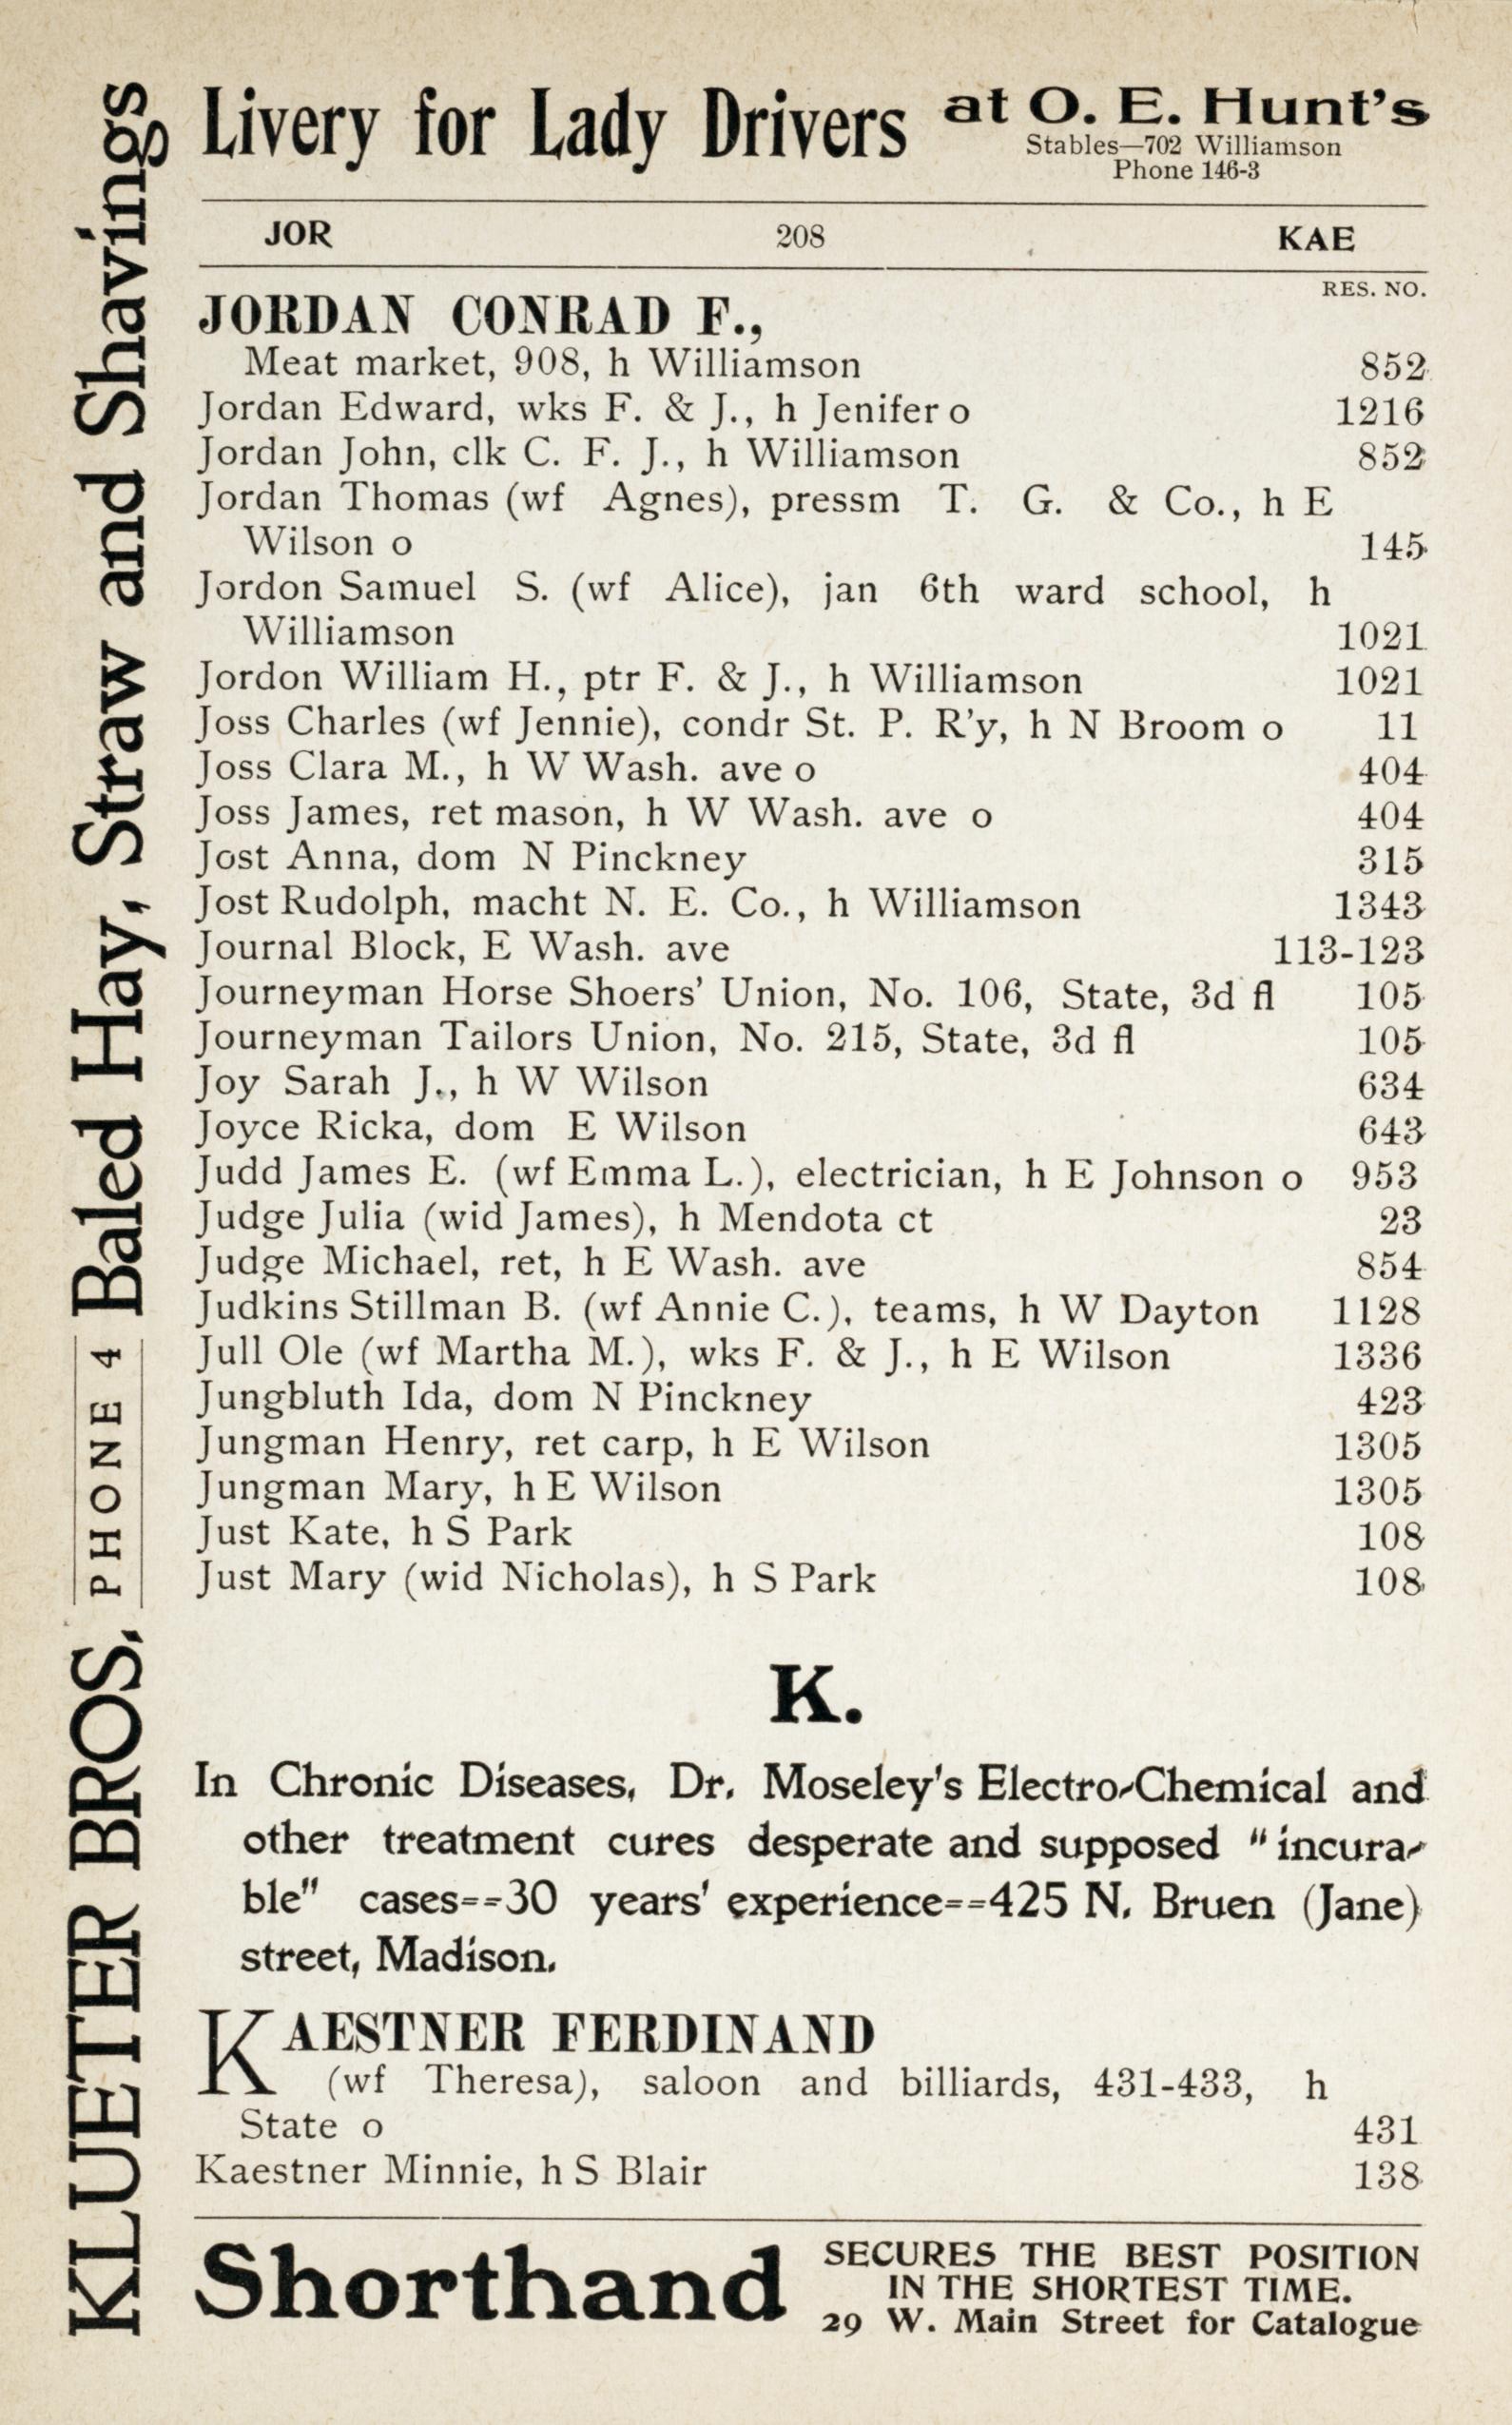 Livery for Lady Drivers at O. E. Hunt's
Stables—702 Williamson
Phone 146-3
JOR 208 KAE
RES. NO.
JORDAN CONRAD F.,
Meat market, 908, h Williamson 852
Jordan Edward, wks F. & J., h Jenifer o 1216
Jordan John, clk C. F. J., h Williamson 852
Jordan Thomas (wf Agnes), pressm T. G. & Co., h E
Wilson o 145
Jordon Samuel S. (wf Alice), jan 6th ward school, h
Williamson 1021
Jordon William H., ptr F. & J., h Williamson 1021
Joss Charles (wf Jennie), condr St. P. R'y, h N Broom o 11
Joss Clara M., h W Wash. ave o 404
Joss James, ret mason, h W Wash. ave o 404
Jost Anna, dom N Pinckney 315
Jost Rudolph, macht N. E. Co., h Williamson 1343
Journal Block, E Wash. ave 113-123
Journeyman Horse Shoers' Union, No. 106, State, 3d fl 105
Journeyman Tailors Union, No. 215, State, 3d fl 105
Joy Sarah J., h W Wilson 634
Joyce Ricka, dom E Wilson 643
Judd James E. (wf Emma L.), electrician, h E Johnson o 953
Judge Julia (wid James), h Mendota ct 23
Judge Michael, ret, h E Wash. ave 854
Judkins Stillman B. (wf Annie C.), teams, h W Dayton 1128
Jull Ole (wf Martha M.), wks F. & J., h E Wilson 1336
Jungbluth Ida, dom N Pinckney 423
Jungman Henry, ret carp, h E Wilson 1305
Jungman Mary, h E Wilson 1305
Just Kate, h S Park 108
Just Mary (wid Nicholas), h S Park 108
K.
In Chronic Diseases, Dr. Moseley's Electro-Chemical and
other treatment cures desperate and supposed "incura-
ble" cases==30 years' experience==425 N. Bruen (Jane)
street, Madison.
KAESTNER FERDINAND
(wf Theresa), saloon and billiards, 431-433, h
State o 431
Kaestner Minnie, h S Blair 138
Shorthand SECURES THE BEST POSITION
IN THE SHORTEST TIME.
29 W. Main Street for Catalogue
KLUETER BROS. PHONE 4 Baled Hay, Straw and Shavings